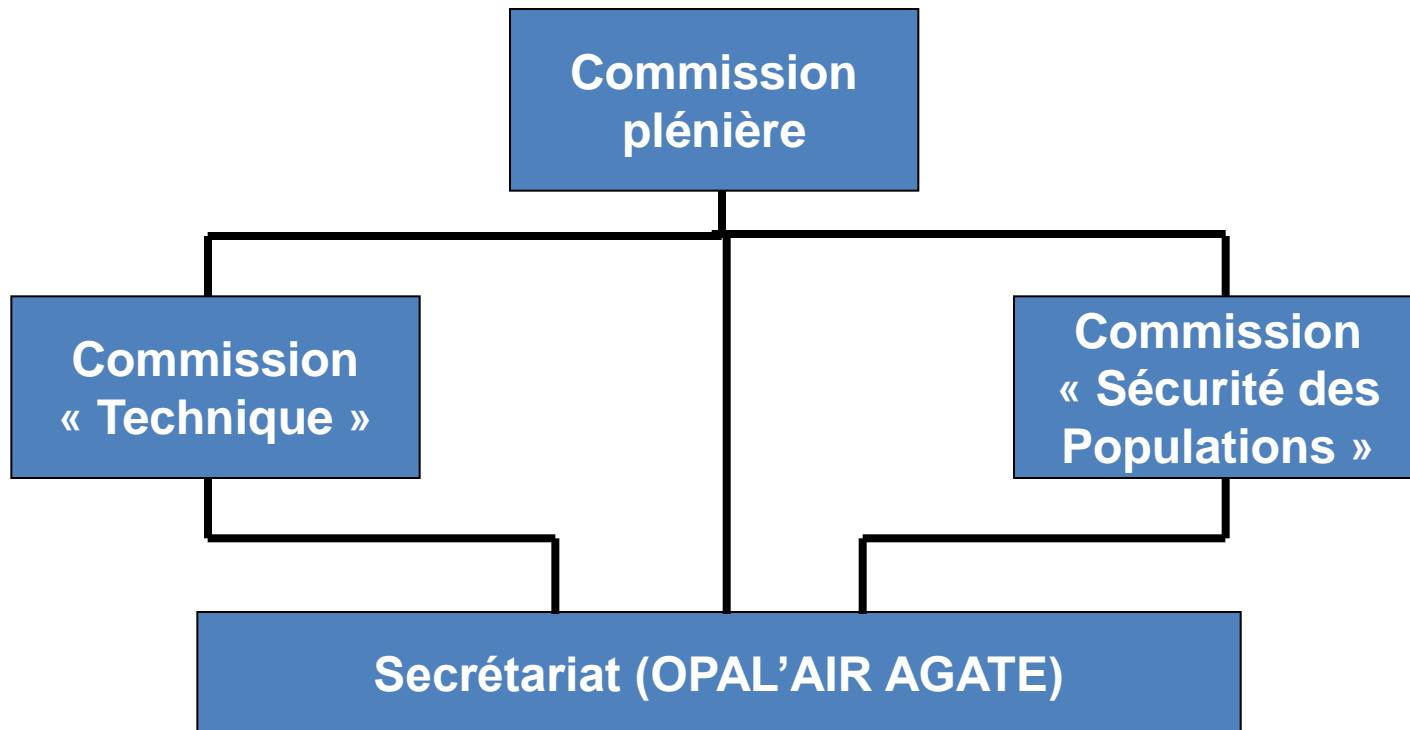 Commission
plénière
Commission
« Technique »
Commission
« Sécurité des
Populations »
Secrétariat (OPAL’AIR AGATE)